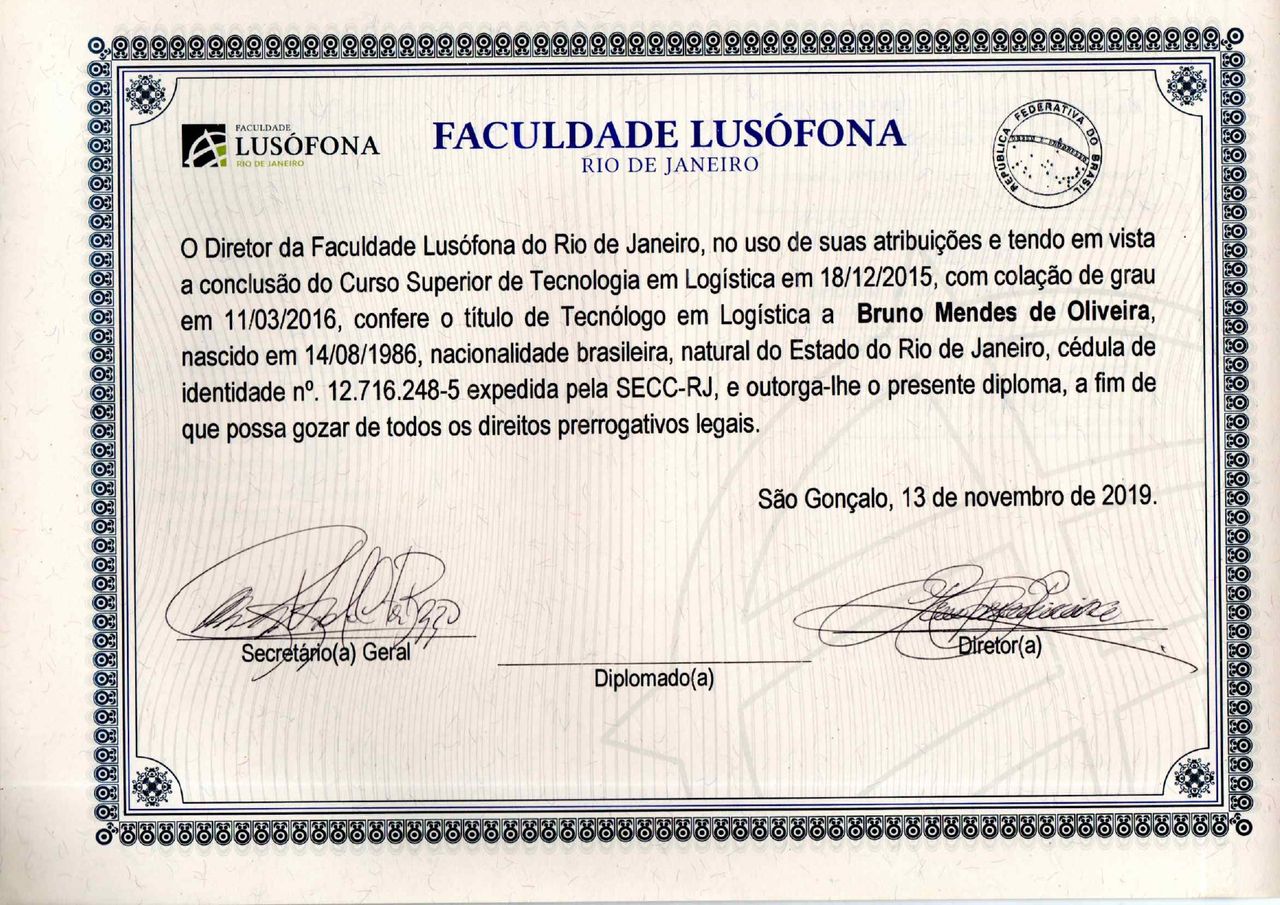 FACULDADE
LUSÓFONA
RIO DE JANEIRO
FACULDADE LUSÓFONA
RIO DE JANEIRO
REPÚBLICA FEDERATIVA DO BRASIL
O Diretor da Faculdade Lusófona do Rio de Janeiro, no uso de suas atribuições e tendo em vista
a conclusão do Curso Superior de Tecnologia em Logística em 18/12/2015, com colação de grau
em 11/03/2016, confere o título de Tecnólogo em Logística a Bruno Mendes de Oliveira,
nascido em 14/08/1986, nacionalidade brasileira, natural do Estado do Rio de Janeiro, cédula de
identidade nº. 12.716.248-5 expedida pela SECC-RJ, e outorga-lhe o presente diploma, a fim de
que possa gozar de todos os direitos prerrogativos legais.
São Gonçalo, 13 de novembro de 2019.
Secretário(a) Geral
Diretor(a)
Diplomado(a)